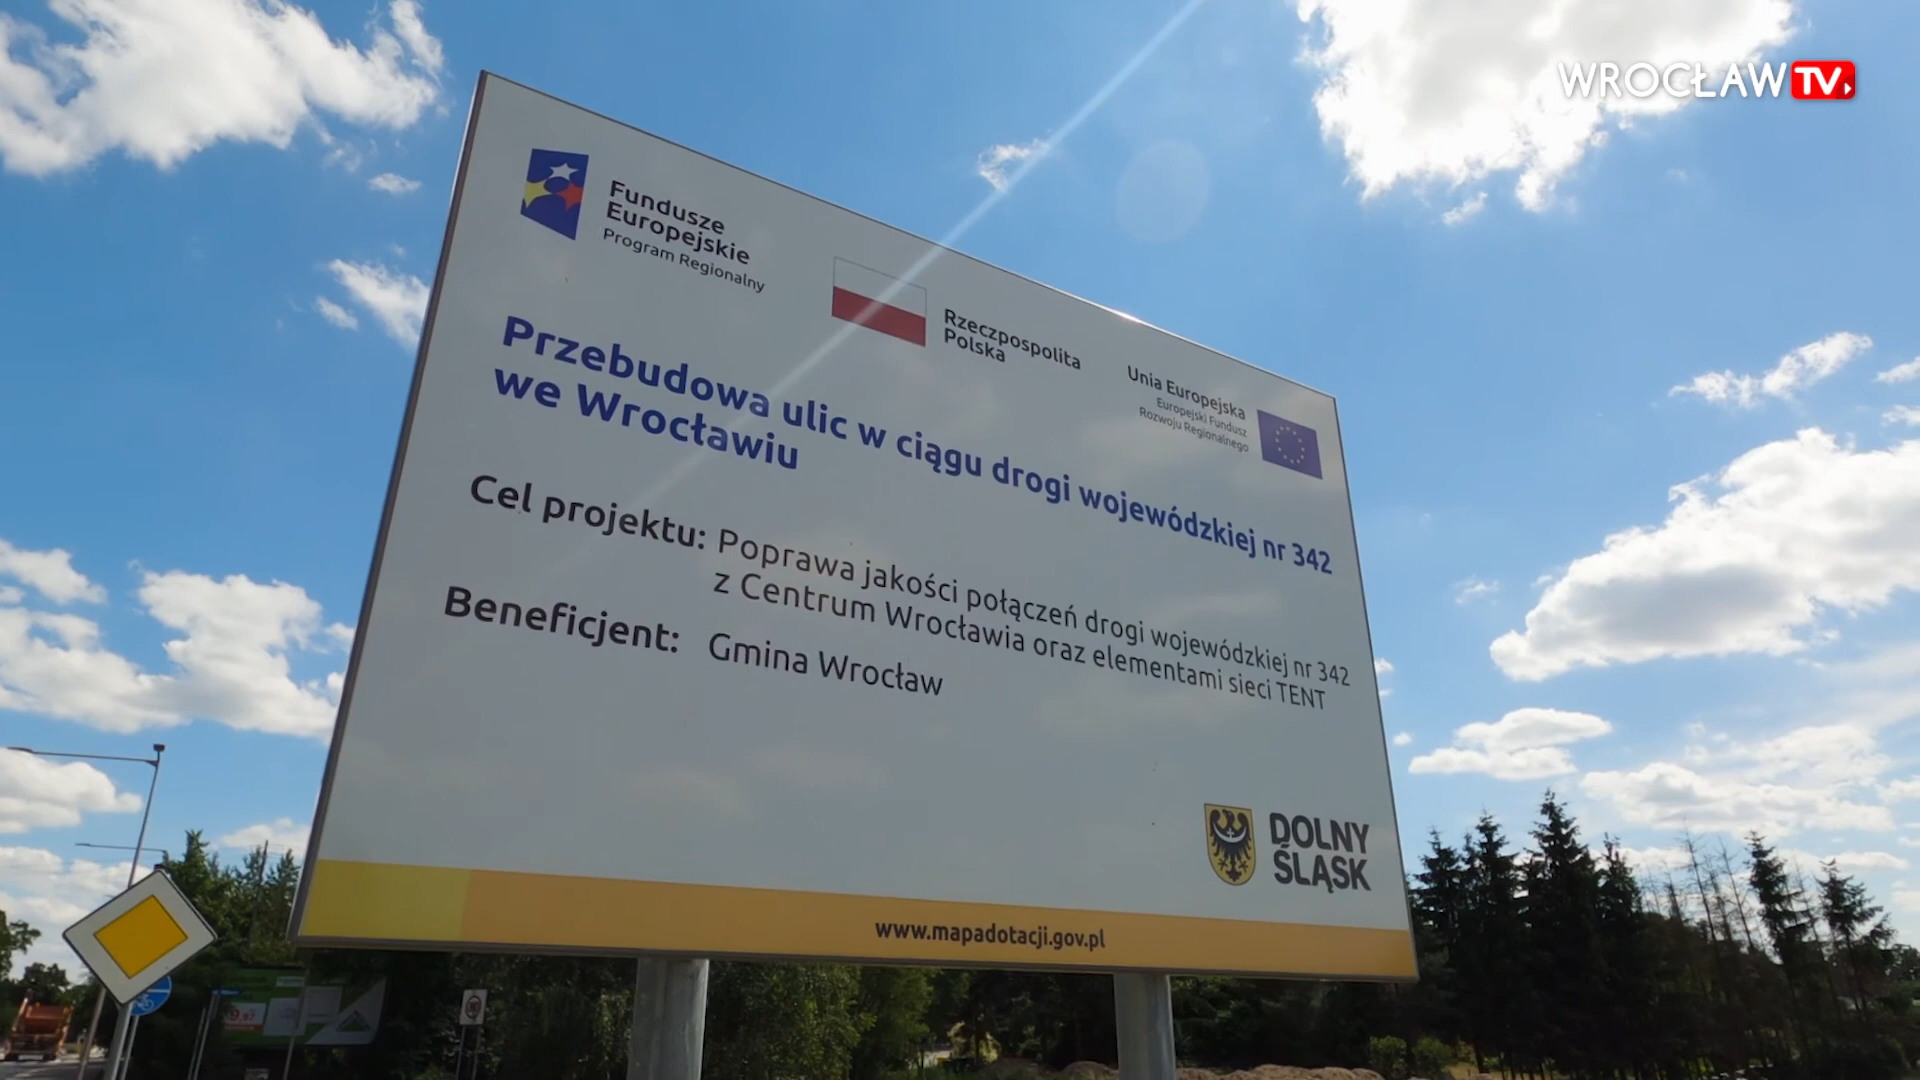 WROCŁAW TV
Fundusze
Europejskie
Program Regionalny
Rzeczpospolita
Polska
Unia Europejska
Europejski Fundusz
Rozwoju Regionalnego
Przebudowa ulic w ciągu drogi wojewódzkiej nr 342
we Wrocławiu
Cel projektu: Poprawa jakości połączeń drogi wojewódzkiej nr 342
z Centrum Wrocławia oraz elementami sieci TENT
Beneficjent: Gmina Wrocław
DOLNY
ŚLĄSK
www.mapadotacji.gov.pl